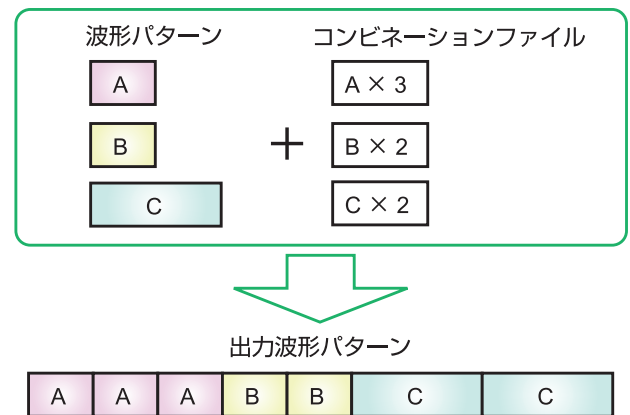 波形パターン コンビネーションファイル
A A × 3
B ＋ B × 2
C C × 2
出力波形パターン
A A A B B C C